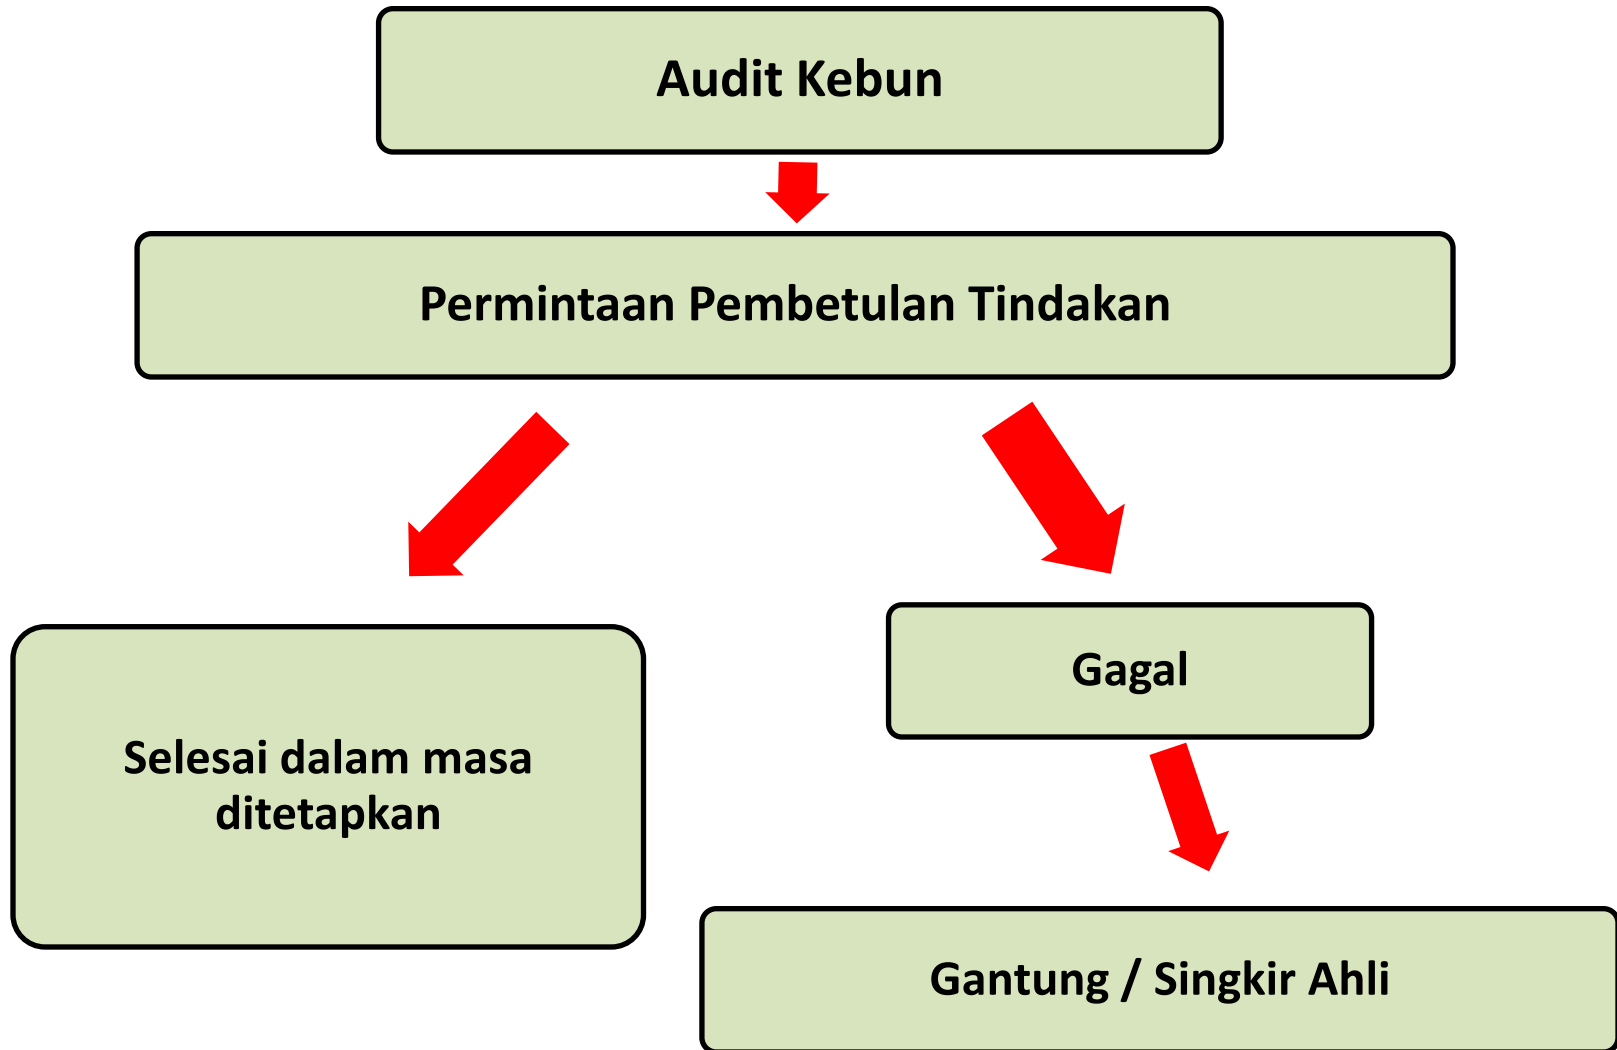 Audit Kebun
Permintaan Pembetulan Tindakan
Selesai dalam masa
ditetapkan
Gagal
Gantung / Singkir Ahli